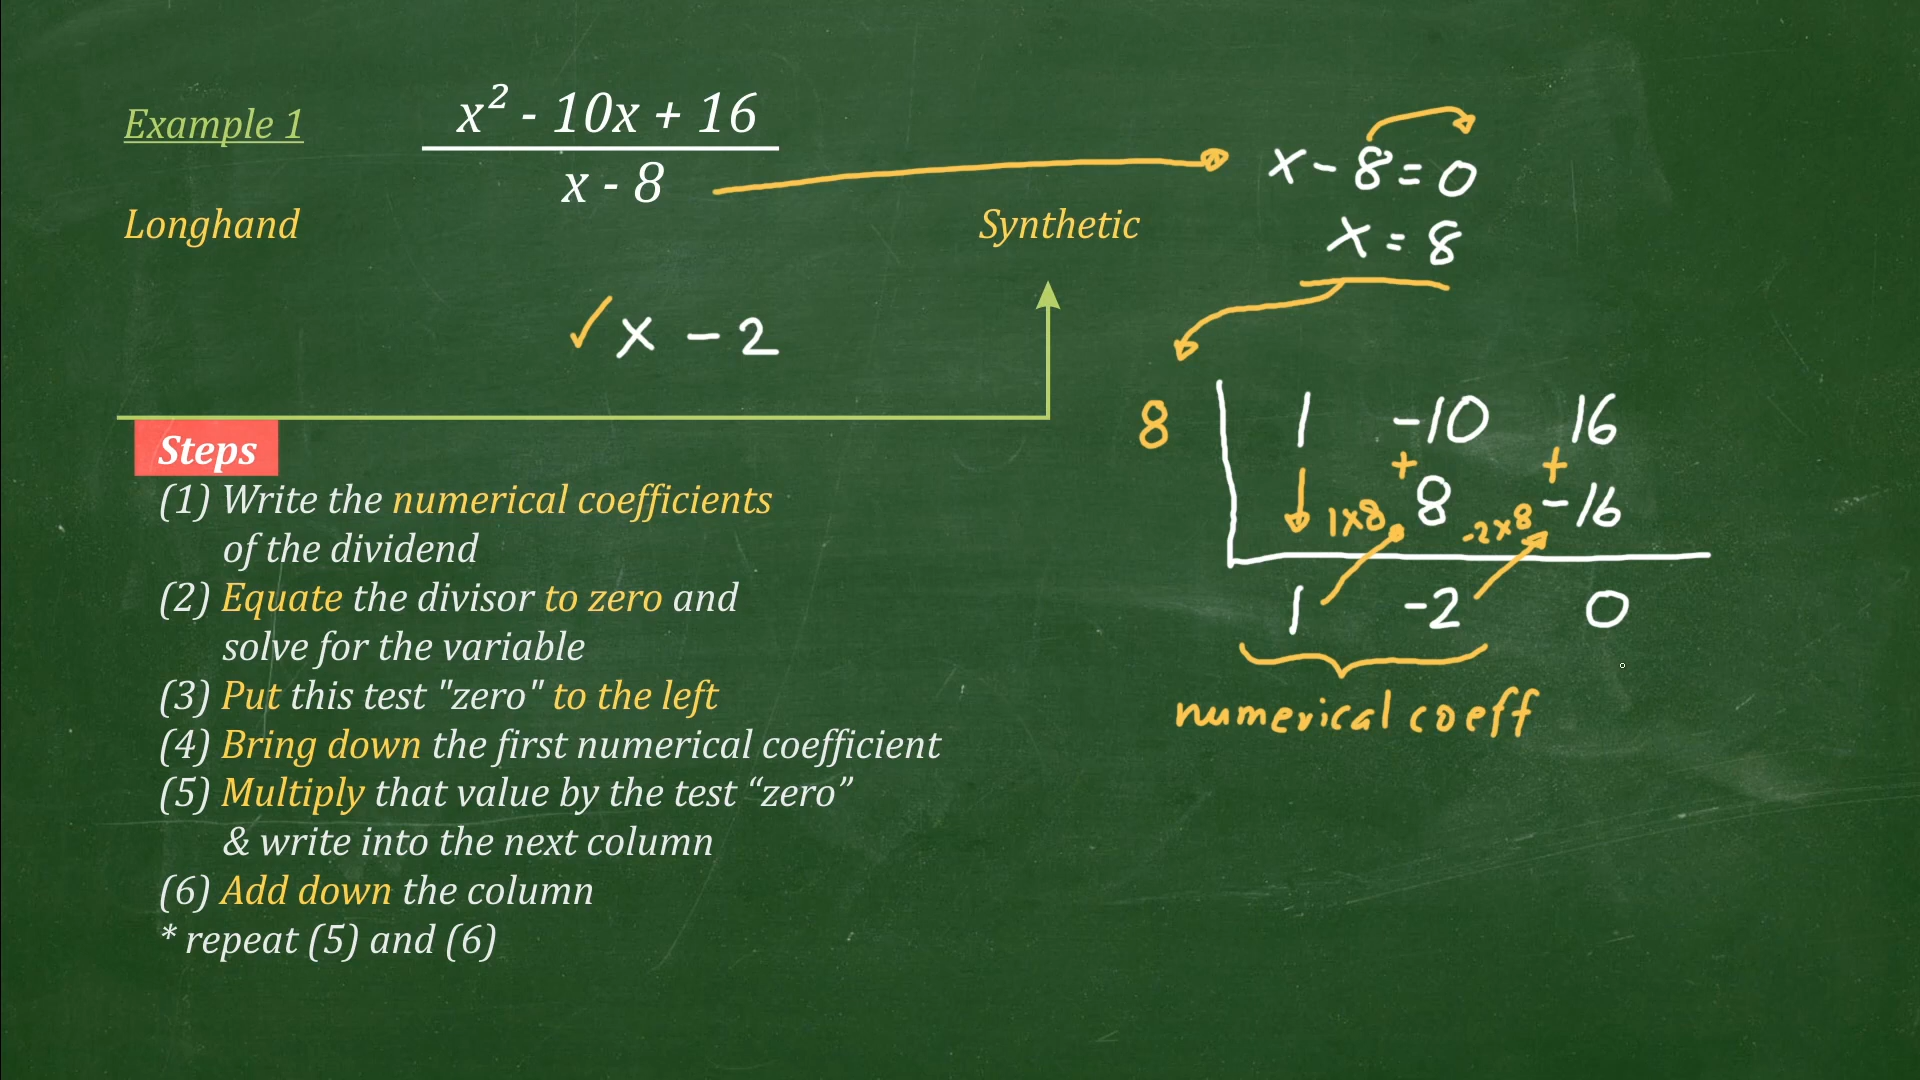 Example 1
x² - 10x + 16
x - 8
x - 8 = 0
x = 8
Longhand
Synthetic
✓ x - 2
8 1 -10 16
+ +
1x8 8 -2x8 -16
1 -2 0
numerical coeff
Steps
(1) Write the numerical coefficients
of the dividend
(2) Equate the divisor to zero and
solve for the variable
(3) Put this test "zero" to the left
(4) Bring down the first numerical coefficient
(5) Multiply that value by the test “zero”
& write into the next column
(6) Add down the column
* repeat (5) and (6)